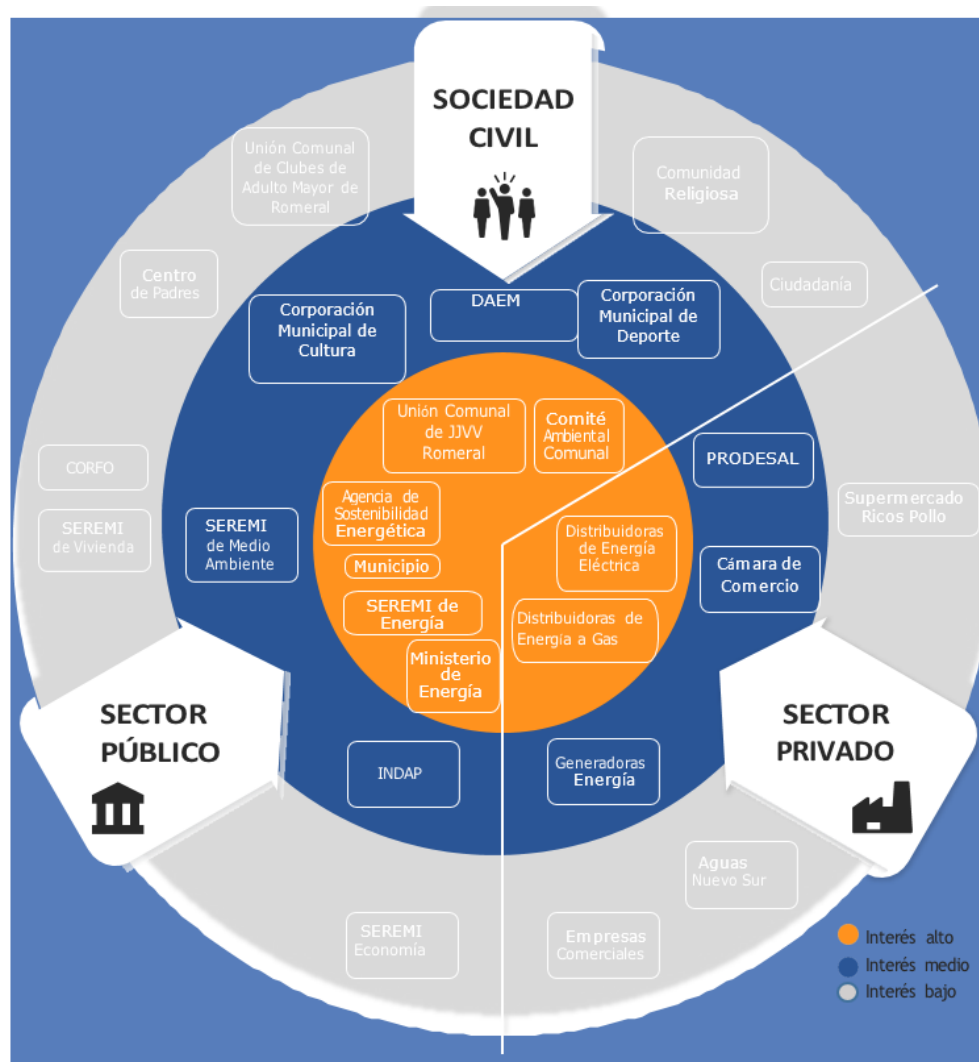 SOCIEDAD
CIVIL
Unión Comunal
de Clubes de
Adulto Mayor de
Romeral
Comunidad
Religiosa
Centro
de Padres
Ciudadanía
Corporación
Municipal de
Cultura
DAEM
Corporación
Municipal de
Deporte
Unión Comunal
de JJVV
Romeral
Comité
Ambiental
Comunal
PRODESAL
CORFO
SEREMI
de Vivienda
SEREMI
de Medio
Ambiente
Agencia de
Sostenibilidad
Energética
Municipio
SEREMI de
Energía
Ministerio
de
Energía
Distribuidoras
de Energía
Eléctrica
Distribuidoras de
Energía a Gas
Cámara de
Comercio
Supermercado
Ricos Pollo
SECTOR
PÚBLICO
SECTOR
PRIVADO
INDAP
Generadoras
Energía
Aguas
Nuevo Sur
SEREMI
Economía
Empresas
Comerciales
Interés alto
Interés medio
Interés bajo